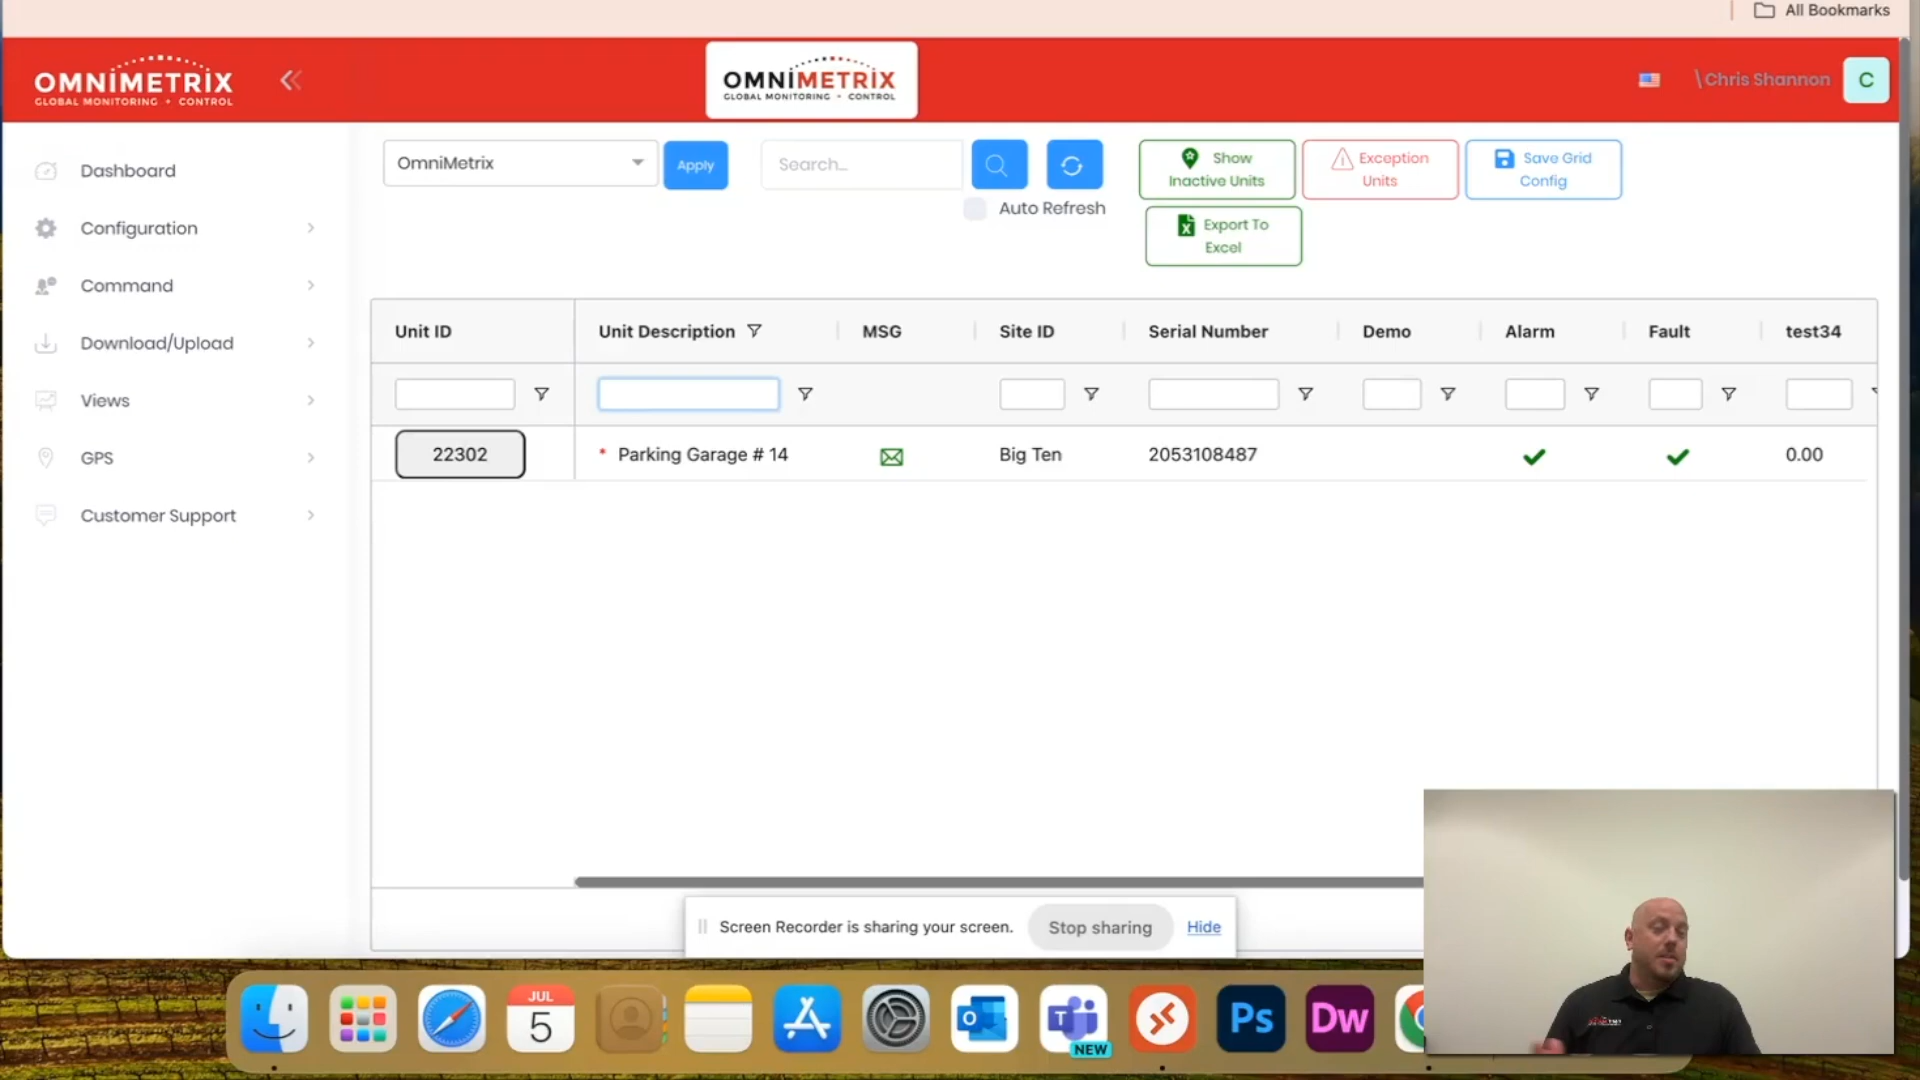 All Bookmarks
OMNIMETRIX
GLOBAL MONITORING • CONTROL
OMNIMETRIX
GLOBAL MONITORING • CONTROL
\Chris Shannon
C
Dashboard
Configuration
Command
Download/Upload
Views
GPS
Customer Support
OmniMetrix
Apply
Search...
Auto Refresh
Show
Inactive Units
Exception
Units
Save Grid
Config
Export To
Excel
Unit ID Unit Description MSG Site ID Serial Number Demo Alarm Fault test34
22302 * Parking Garage # 14 Big Ten 2053108487 0.00
Screen Recorder is sharing your screen. Stop sharing Hide
JUL
5
NEW
Ps
Dw